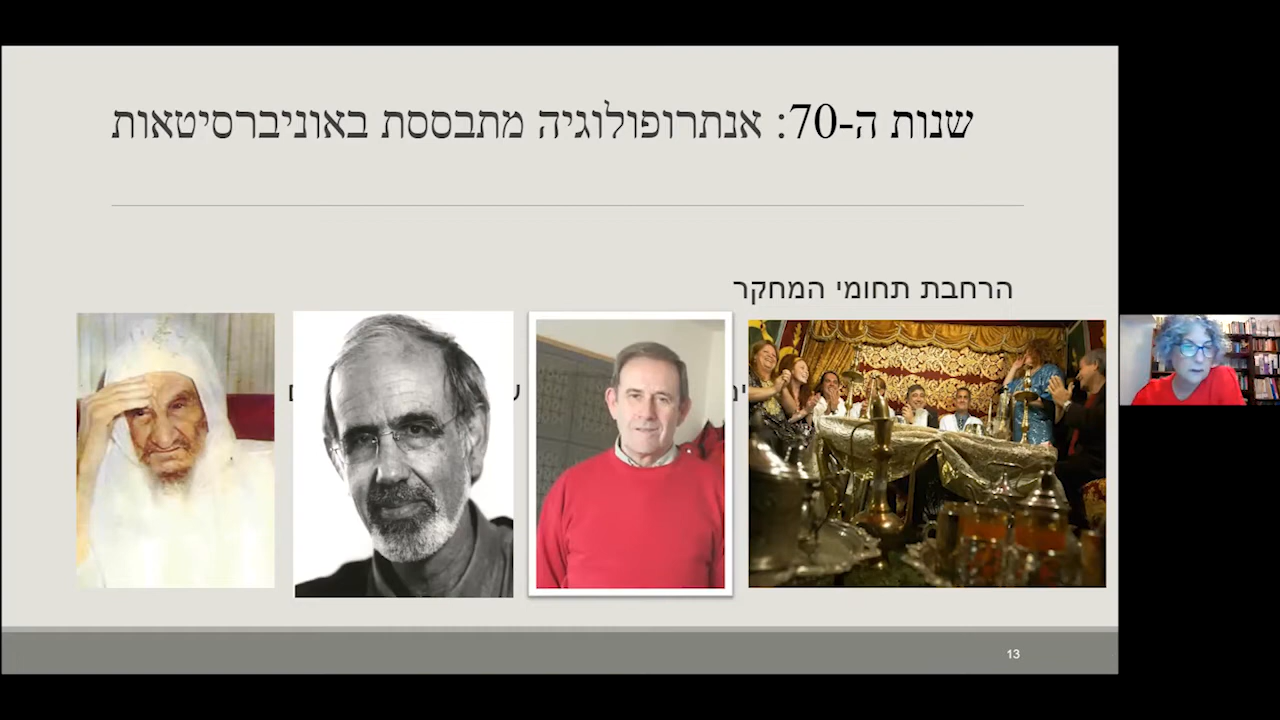 שנות ה-70: אנתרופולוגיה מתבססת באוניברסיטאות
הרחבת תחומי המחקר
13